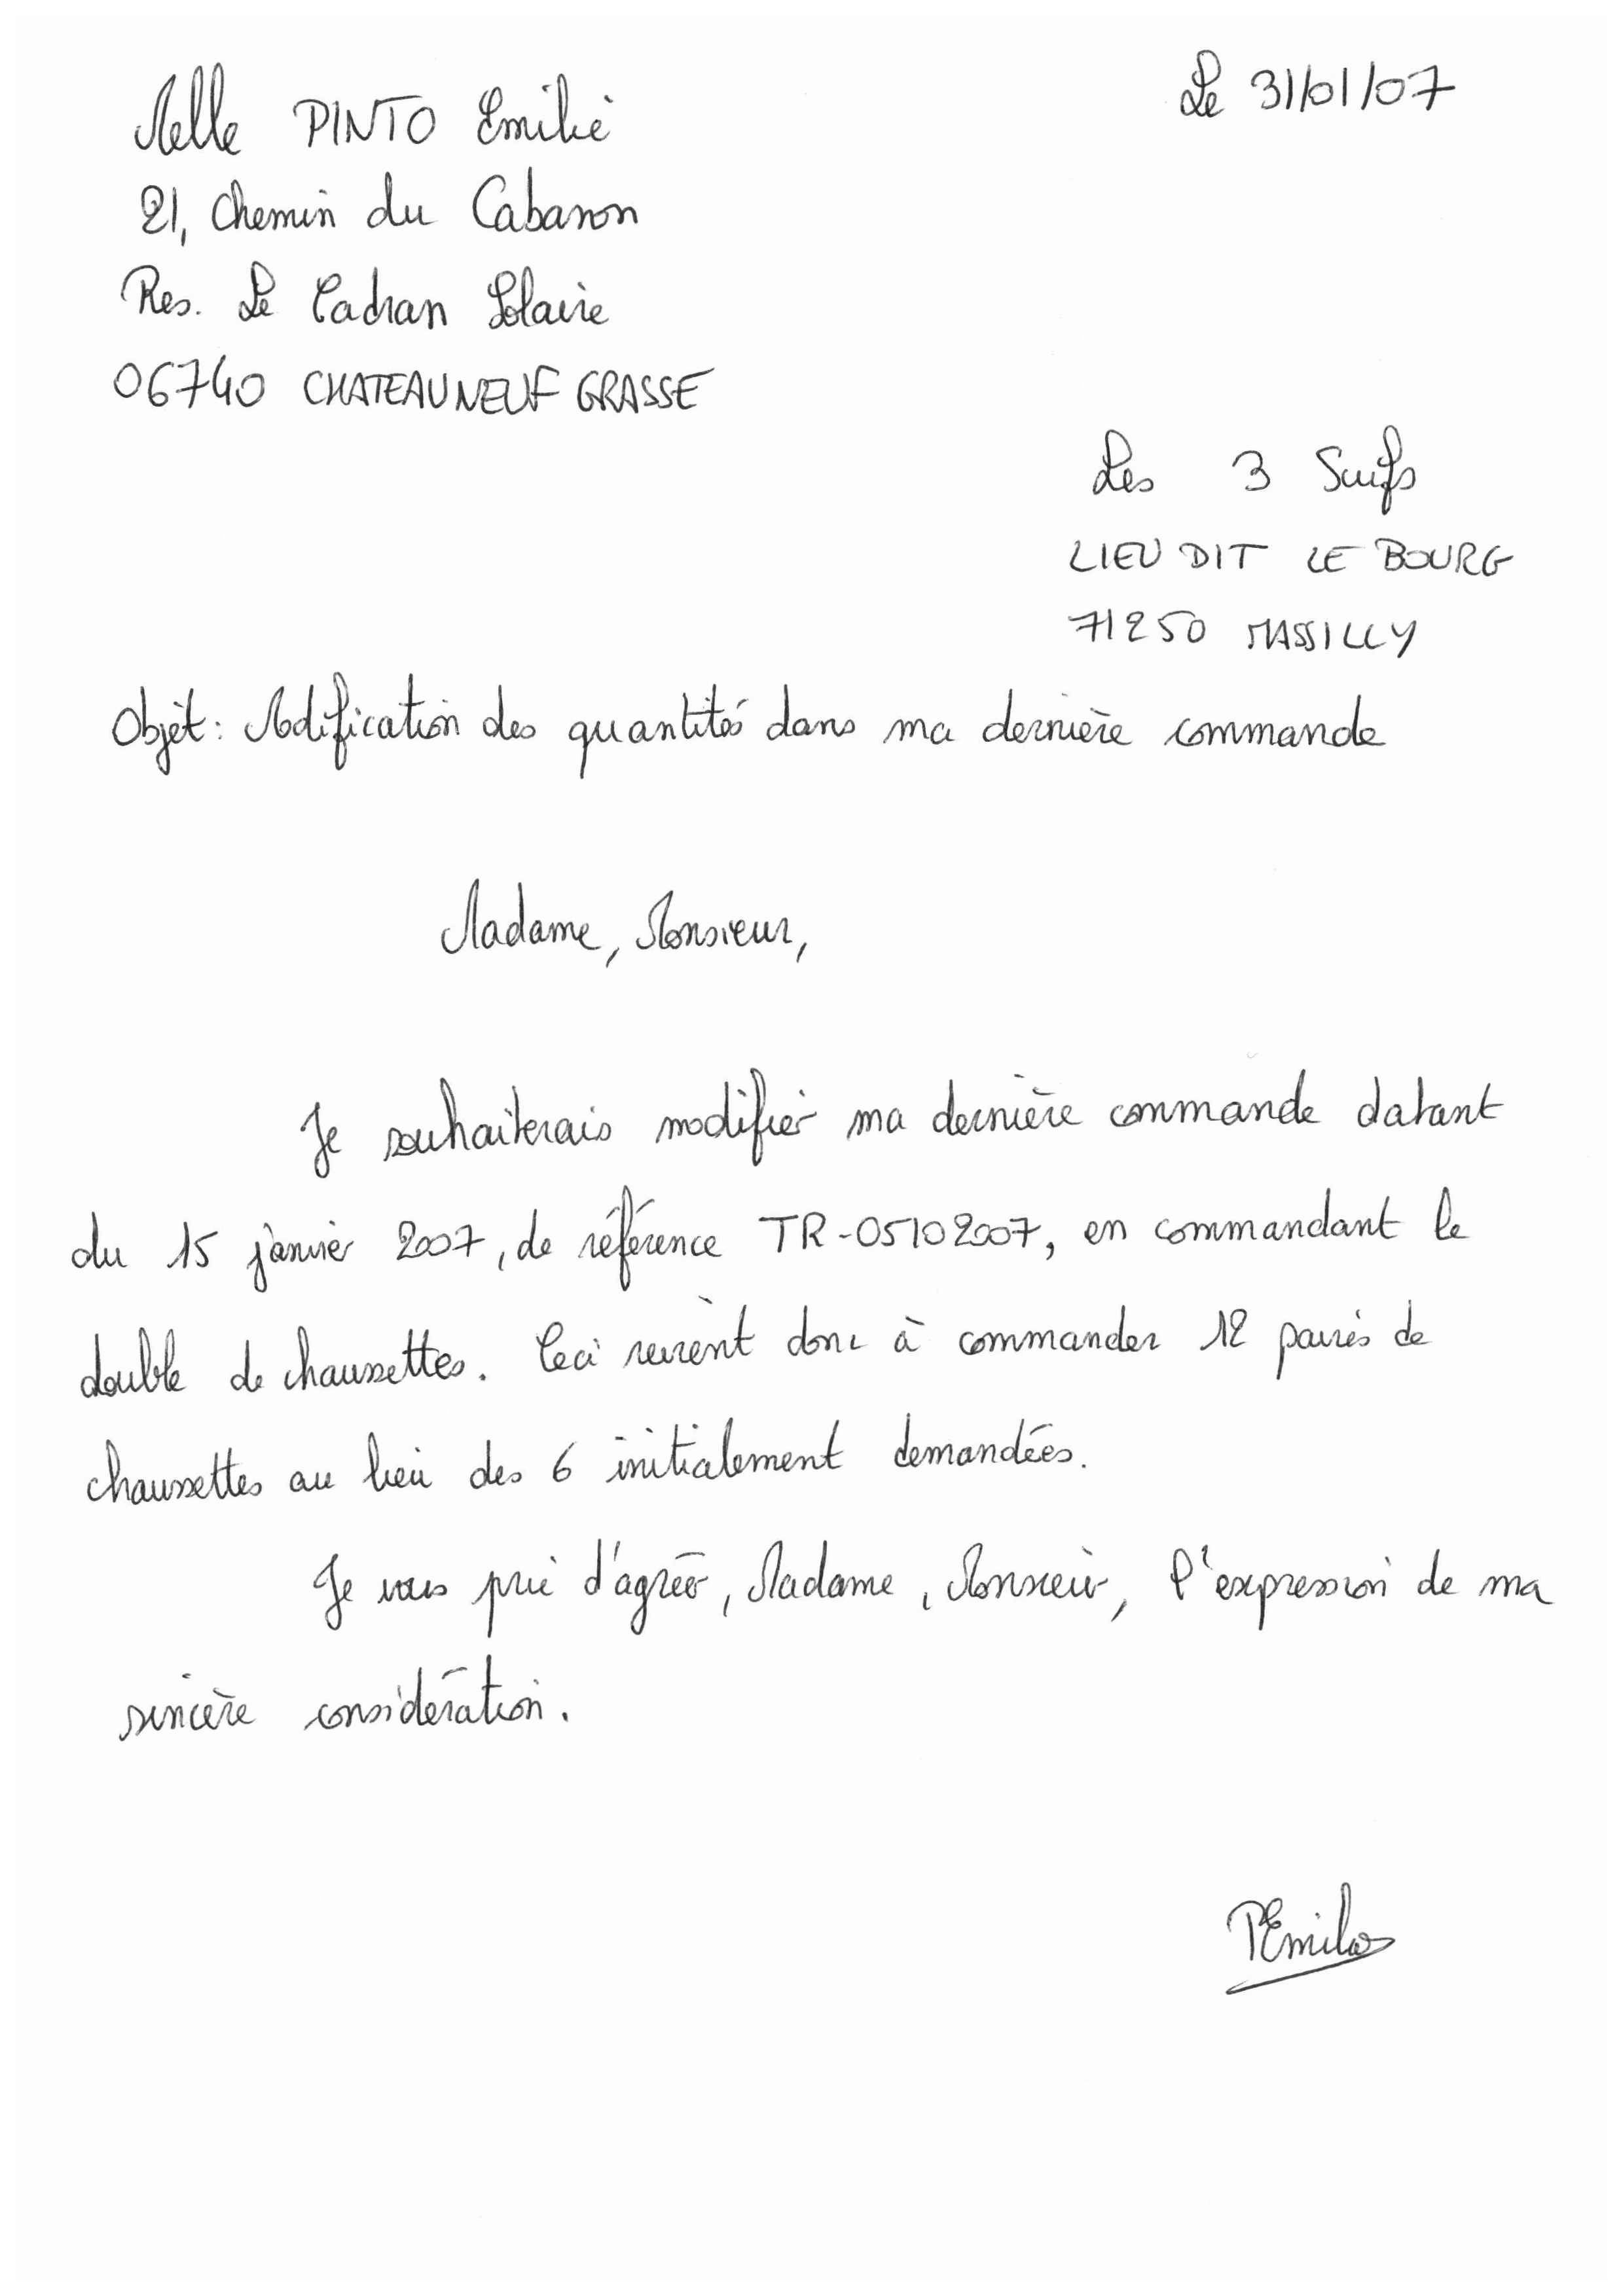 Melle PINTO Emilie
Le 31/01/07
21, Chemin du Cabanon
Res. Le Cadran Solaire
06740 CHATEAUNEUF GRASSE
Les 3 Suifs
LIEU DIT LE BOURG
71250 MASSILLY
Objet : Modification des quantités dans ma dernière commande
Madame, Monsieur,
Je souhaiterais modifier ma dernière commande datant
du 15 janvier 2007, de référence TR-05102007, en commandant le
double de chaussettes. Ceci revient donc à commander 12 paires de
chaussettes au lieu des 6 initialement demandées.
Je vous prie d'agréer, Madame, Monsieur, l'expression de ma
sincère considération.
PEmilie